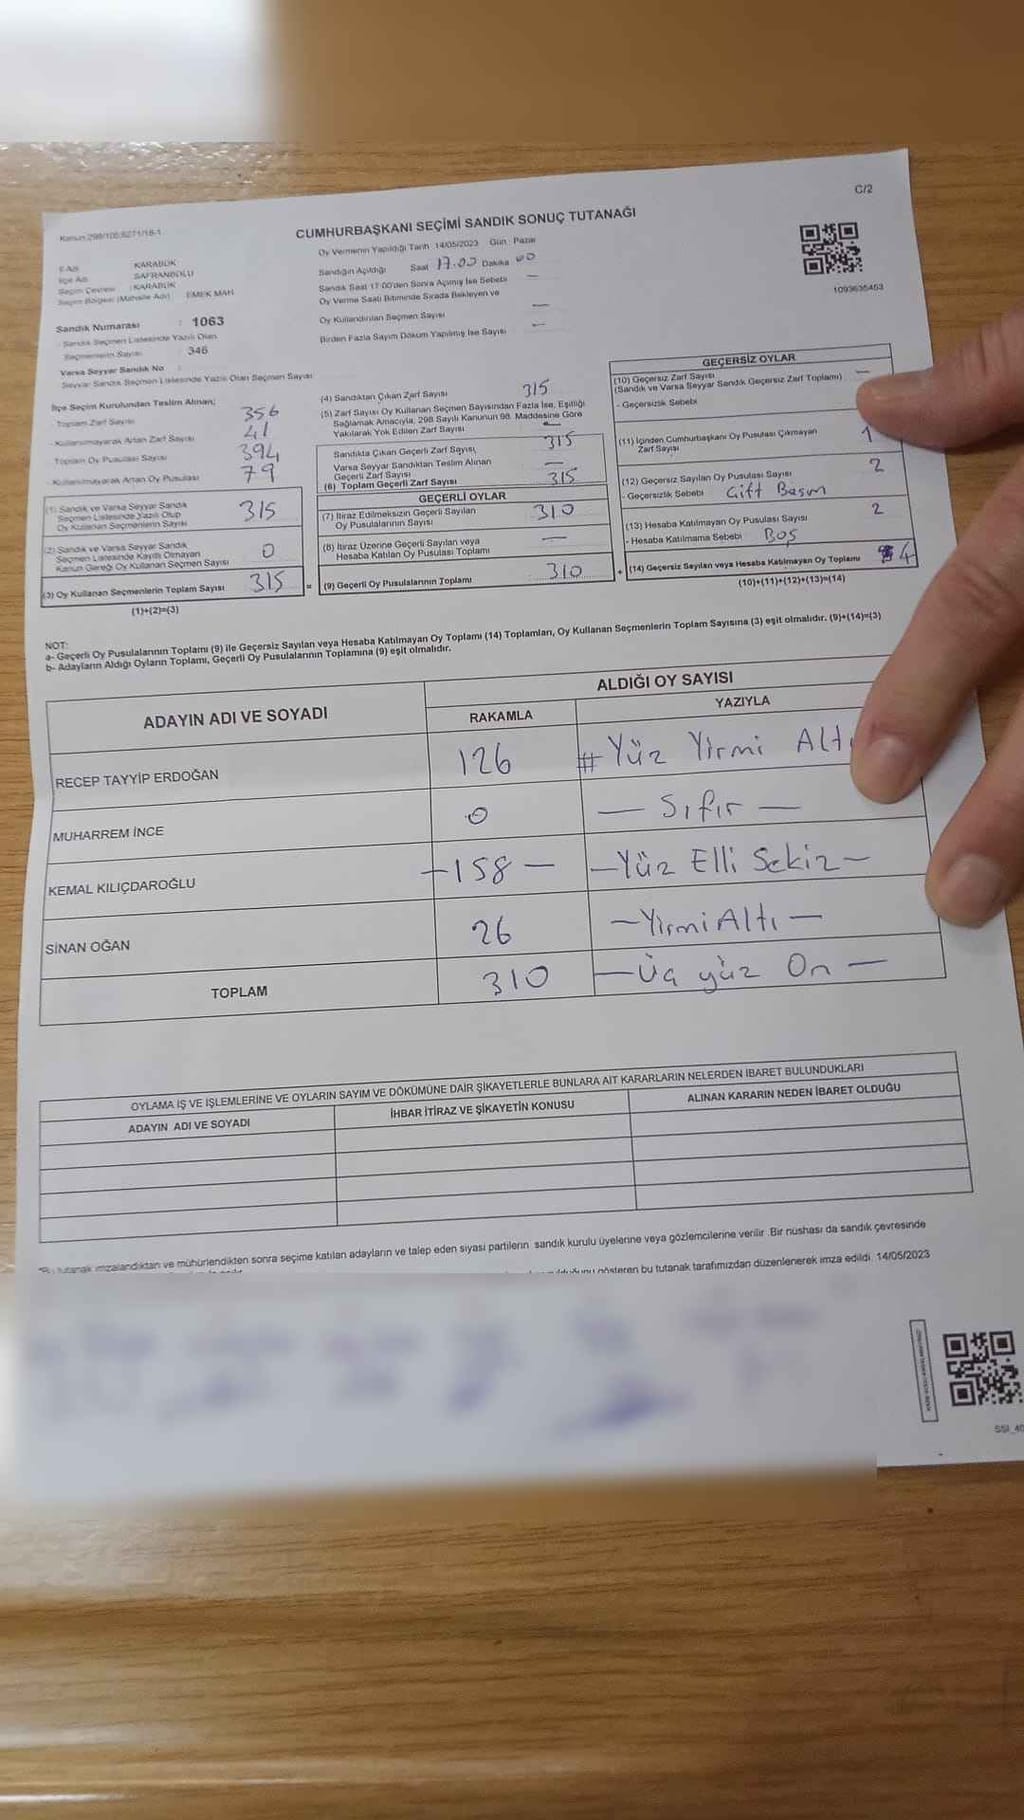 C/2
Kanun:298/105;6271/18-1
CUMHURBAŞKANI SEÇİMİ SANDIK SONUÇ TUTANAĞI
Oy Vermenin Yapıldığı Tarih 14/05/2023 Gün : Pazar
İl Adı KARABÜK
İlçe Adı SAFRANBOLU
Seçim Çevresi : KARABÜK
Seçim Bölgesi (Mahalle Adı) : EMEK MAH.
Sandığın Açıldığı Saat 17.00 Dakika 00
Sandık Saat 17:00'den Sonra Açılmış İse Sebebi —
Oy Verme Saati Bitiminde Sırada Bekleyen ve
Oy Kullandırılan Seçmen Sayısı —
Birden Fazla Sayım Döküm Yapılmış İse Sayısı —
1093635453
Sandık Numarası : 1063
Sandık Seçmen Listesinde Yazılı Olan
Seçmenlerin Sayısı 346
Varsa Seyyar Sandık No
Seyyar Sandık Seçmen Listesinde Yazılı Olan Seçmen Sayısı
İlçe Seçim Kurulundan Teslim Alınan;
Toplam Zarf Sayısı 356
- Kullanılmayarak Artan Zarf Sayısı 41
Toplam Oy Pusulası Sayısı 394
- Kullanılmayarak Artan Oy Pusulası 79
(1) Sandık ve Varsa Seyyar Sandık
Seçmen Listesinde Yazılı Olup
Oy Kullanan Seçmenlerin Sayısı 315
(2) Sandık ve Varsa Seyyar Sandık
Seçmen Listesinde Kayıtlı Olmayan
Kanun Gereği Oy Kullanan Seçmen Sayısı 0
(3) Oy Kullanan Seçmenlerin Toplam Sayısı 315 =
(1)+(2)=(3)
(4) Sandıktan Çıkan Zarf Sayısı 315
(5) Zarf Sayısı Oy Kullanan Seçmen Sayısından Fazla İse, Eşitliği
Sağlamak Amacıyla, 298 Sayılı Kanunun 98. Maddesine Göre
Yakılarak Yok Edilen Zarf Sayısı —
Sandıkta Çıkan Geçerli Zarf Sayısı, 315
Varsa Seyyar Sandıktan Teslim Alınan
Geçerli Zarf Sayısı —
(6) Toplam Geçerli Zarf Sayısı 315
GEÇERLİ OYLAR
(7) İtiraz Edilmeksizin Geçerli Sayılan
Oy Pusulalarının Sayısı 310
(8) İtiraz Üzerine Geçerli Sayılan veya
Hesaba Katılan Oy Pusulası Toplamı —
(9) Geçerli Oy Pusulalarının Toplamı 310 +
GEÇERSİZ OYLAR
(10) Geçersiz Zarf Sayısı
(Sandık ve Varsa Seyyar Sandık Geçersiz Zarf Toplamı) —
- Geçersizlik Sebebi
(11) İçinden Cumhurbaşkanı Oy Pusulası Çıkmayan
Zarf Sayısı 1
(12) Geçersiz Sayılan Oy Pusulası Sayısı 2
- Geçersizlik Sebebi Çift Basım
(13) Hesaba Katılmayan Oy Pusulası Sayısı 2
- Hesaba Katılmama Sebebi Boş
(14) Geçersiz Sayılan veya Hesaba Katılmayan Oy Toplamı 4
(10)+(11)+(12)+(13)=(14)
NOT:
a- Geçerli Oy Pusulalarının Toplamı (9) ile Geçersiz Sayılan veya Hesaba Katılmayan Oy Toplamı (14) Toplamları, Oy Kullanan Seçmenlerin Toplam Sayısına (3) eşit olmalıdır. (9)+(14)=(3)
b- Adayların Aldığı Oyların Toplamı, Geçerli Oy Pusulalarının Toplamına (9) eşit olmalıdır.
ADAYIN ADI VE SOYADI
ALDIĞI OY SAYISI
RAKAMLA YAZIYLA
RECEP TAYYİP ERDOĞAN 126 # Yüz Yirmi Altı
MUHARREM İNCE 0 — Sıfır —
KEMAL KILIÇDAROĞLU —158— —Yüz Elli Sekiz—
SİNAN OĞAN 26 —Yirmi Altı—
TOPLAM 310 —Üç yüz On—
OYLAMA İŞ VE İŞLEMLERİNE VE OYLARIN SAYIM VE DÖKÜMÜNE DAİR ŞİKAYETLERLE BUNLARA AİT KARARLARIN NELERDEN İBARET BULUNDUKLARI
ADAYIN ADI VE SOYADI İHBAR İTİRAZ VE ŞİKAYETİN KONUSU ALINAN KARARIN NEDEN İBARET OLDUĞU
"Bu tutanak imzalandıktan ve mühürlendikten sonra seçime katılan adayların ve talep eden siyasi partilerin sandık kurulu üyelerine veya gözlemcilerine verilir. Bir nüshası da sandık çevresinde
gösteren bu tutanak tarafımızdan düzenlenerek imza edildi. 14/05/2023